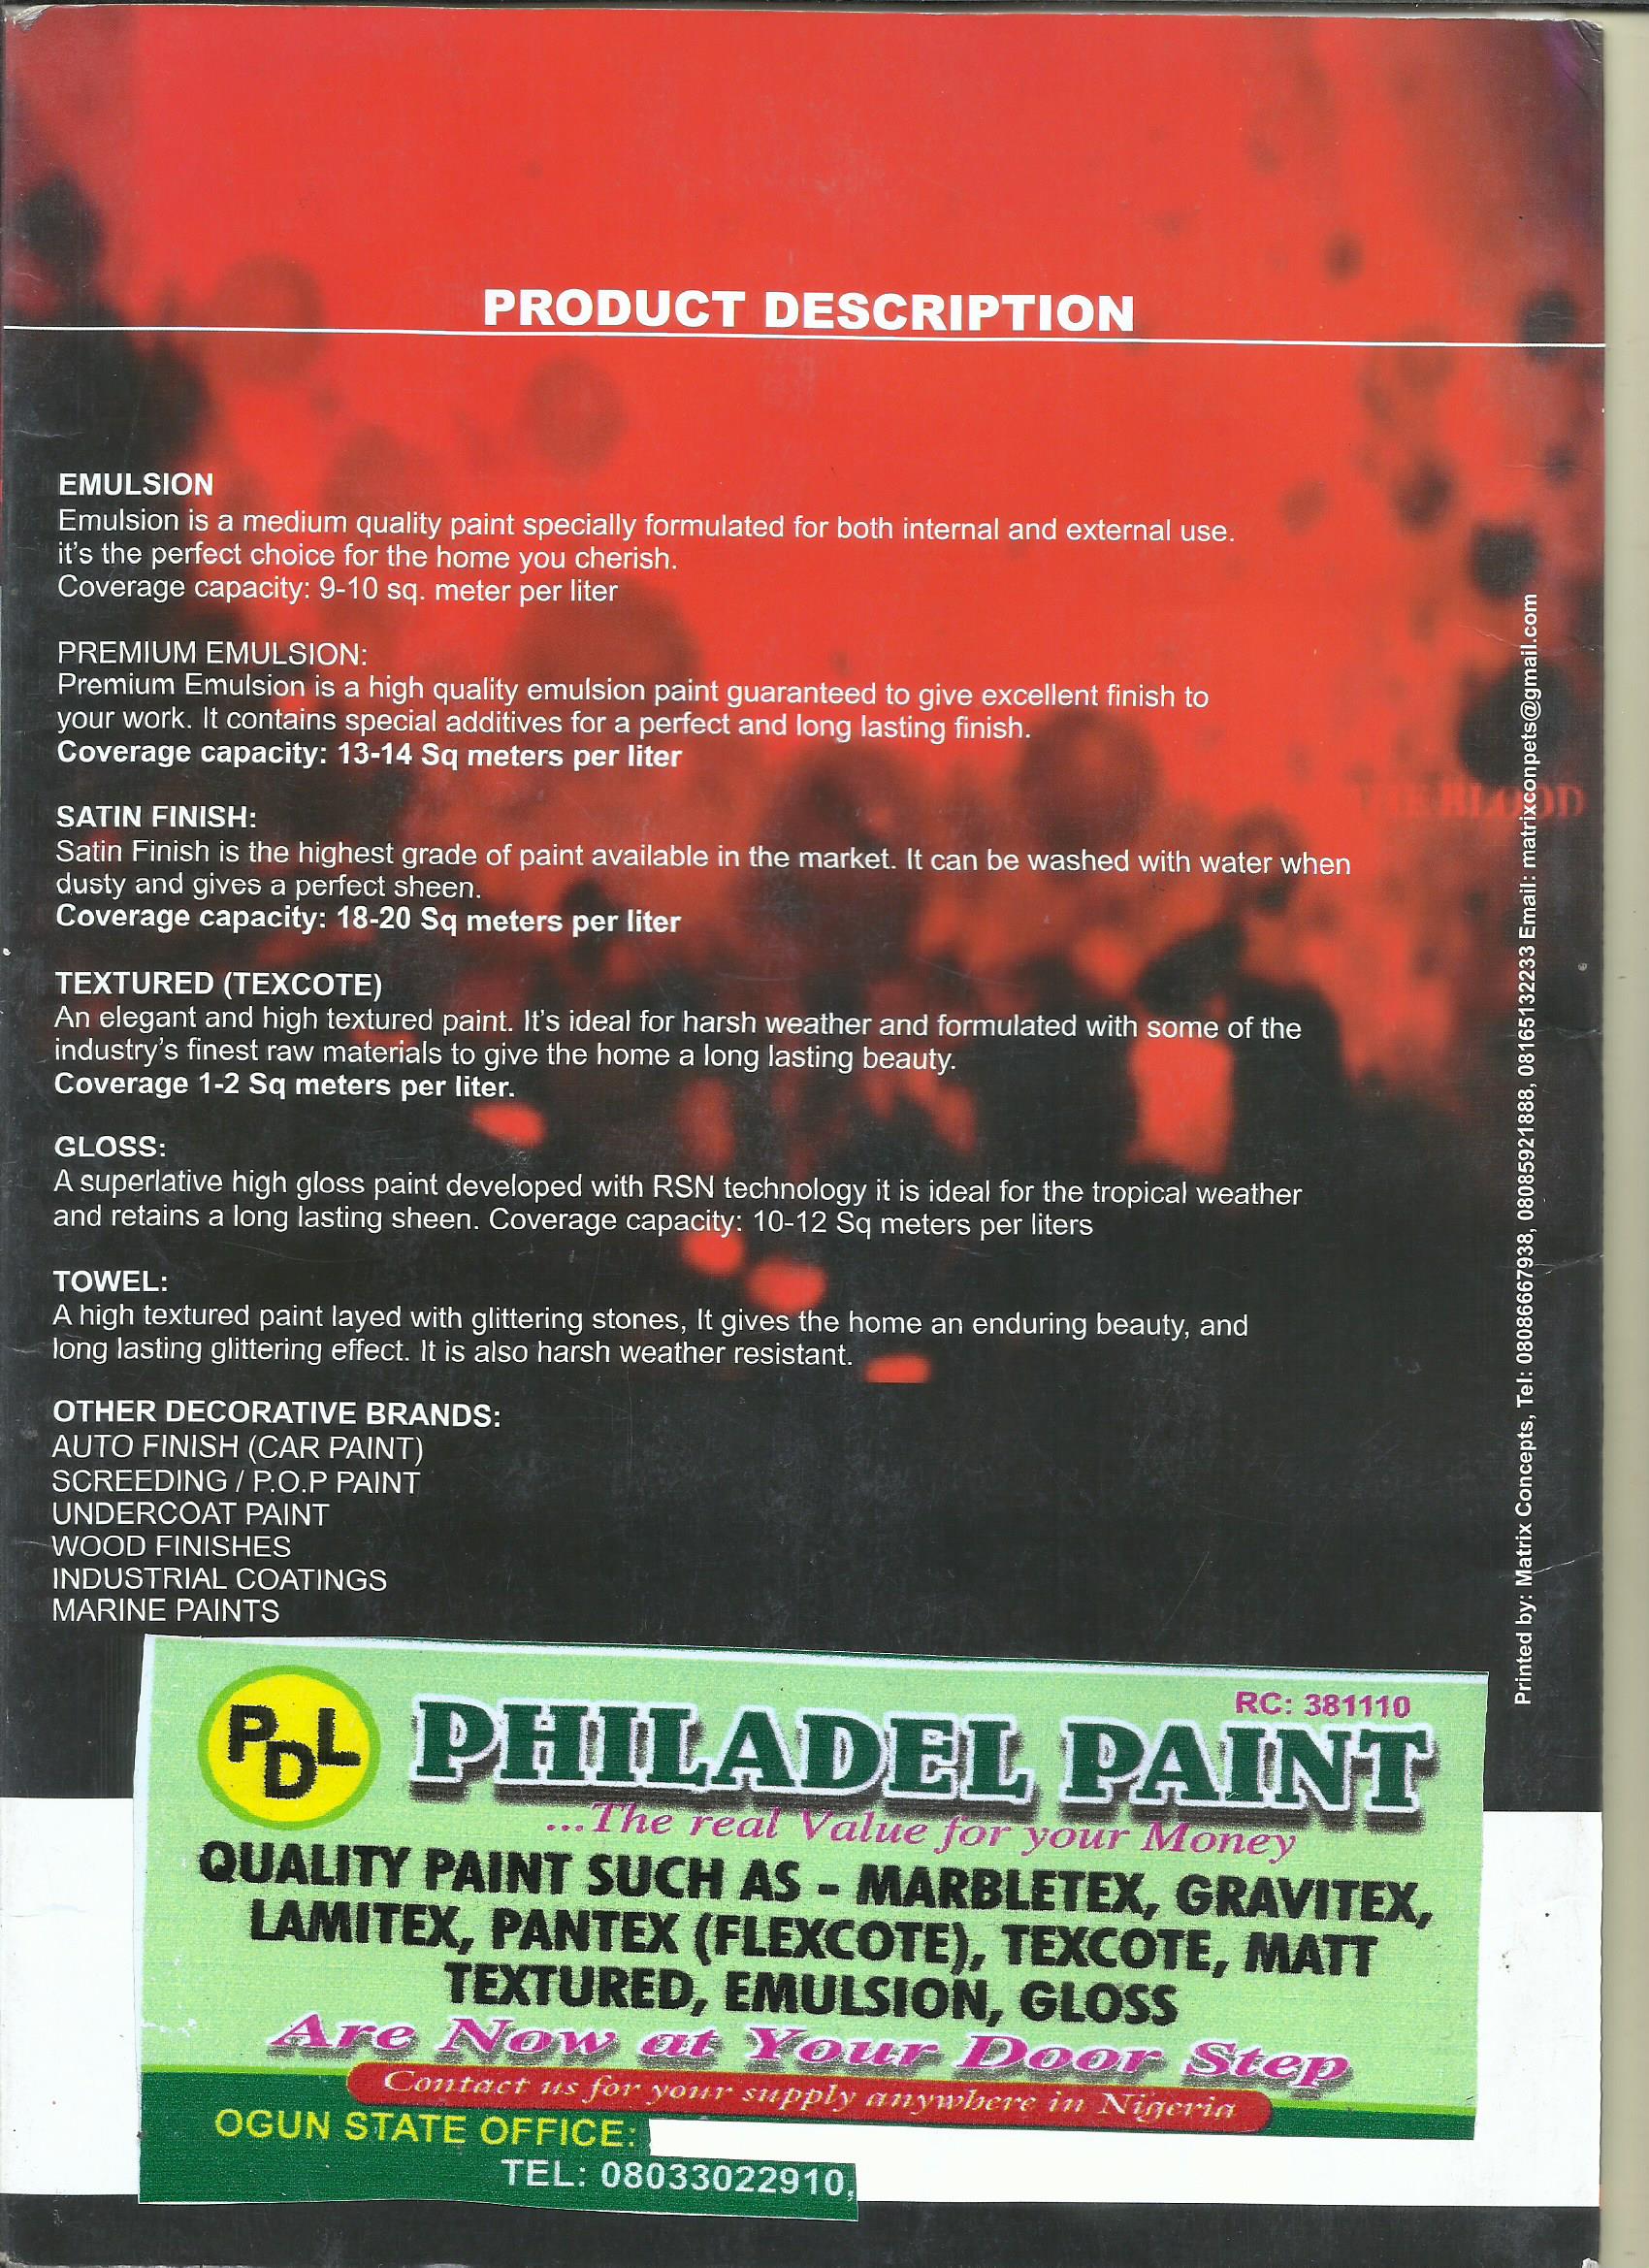 PRODUCT DESCRIPTION
EMULSION
Emulsion is a medium quality paint specially formulated for both internal and external use.
it's the perfect choice for the home you cherish.
Coverage capacity: 9-10 sq. meter per liter
PREMIUM EMULSION:
Premium Emulsion is a high quality emulsion paint guaranteed to give excellent finish to
your work. It contains special additives for a perfect and long lasting finish.
Coverage capacity: 13-14 Sq meters per liter
SATIN FINISH:
Satin Finish is the highest grade of paint available in the market. It can be washed with water when
dusty and gives a perfect sheen.
Coverage capacity: 18-20 Sq meters per liter
TEXTURED (TEXCOTE)
An elegant and high textured paint. It's ideal for harsh weather and formulated with some of the
industry's finest raw materials to give the home a long lasting beauty.
Coverage 1-2 Sq meters per liter.
GLOSS:
A superlative high gloss paint developed with RSN technology it is ideal for the tropical weather
and retains a long lasting sheen. Coverage capacity: 10-12 Sq meters per liters
TOWEL:
A high textured paint layed with glittering stones, It gives the home an enduring beauty, and
long lasting glittering effect. It is also harsh weather resistant.
OTHER DECORATIVE BRANDS:
AUTO FINISH (CAR PAINT)
SCREEDING / P.O.P PAINT
UNDERCOAT PAINT
WOOD FINISHES
INDUSTRIAL COATINGS
MARINE PAINTS
Printed by: Matrix Concepts, Tel: 08086667938, 08085921888, 08165132233 Email: matrixconpets@gmail.com
BLOOD
PDL
RC: 381110
PHILADEL PAINT
...The real Value for your Money
QUALITY PAINT SUCH AS - MARBLETEX, GRAVITEX,
LAMITEX, PANTEX (FLEXCOTE), TEXCOTE, MATT
TEXTURED, EMULSION, GLOSS
Are Now at Your Door Step
Contact us for your supply anywhere in Nigeria
OGUN STATE OFFICE:
TEL: 08033022910,